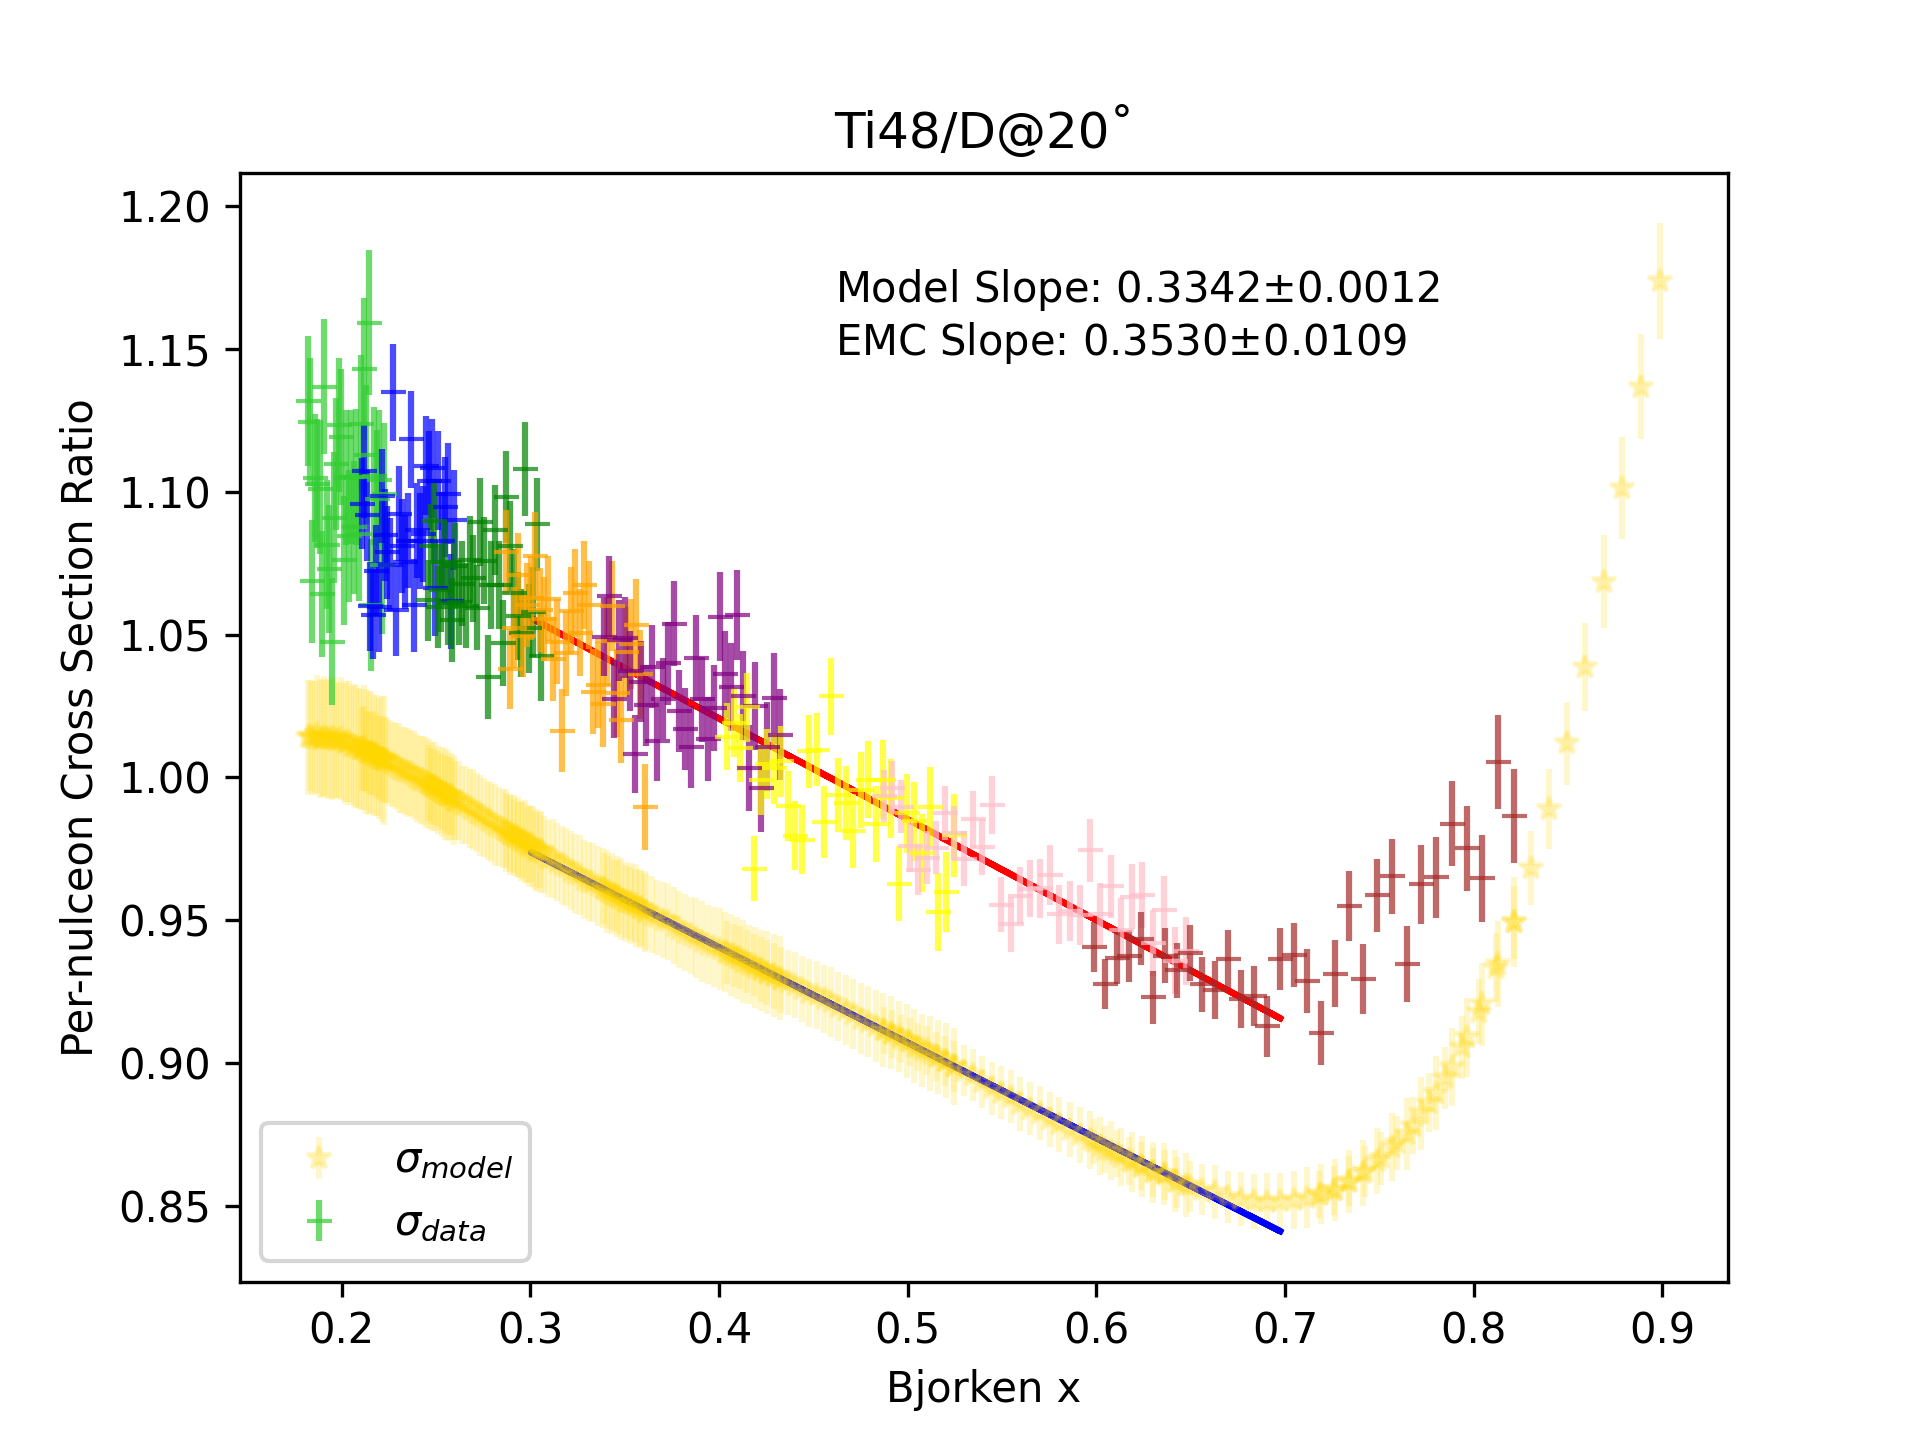 Ti48/D@20˚
Model Slope: 0.3342±0.0012
EMC Slope: 0.3530±0.0109
Per-nulceon Cross Section Ratio
1.20
1.15
1.10
1.05
1.00
0.95
0.90
0.85
σmodel
σdata
0.2 0.3 0.4 0.5 0.6 0.7 0.8 0.9
Bjorken x